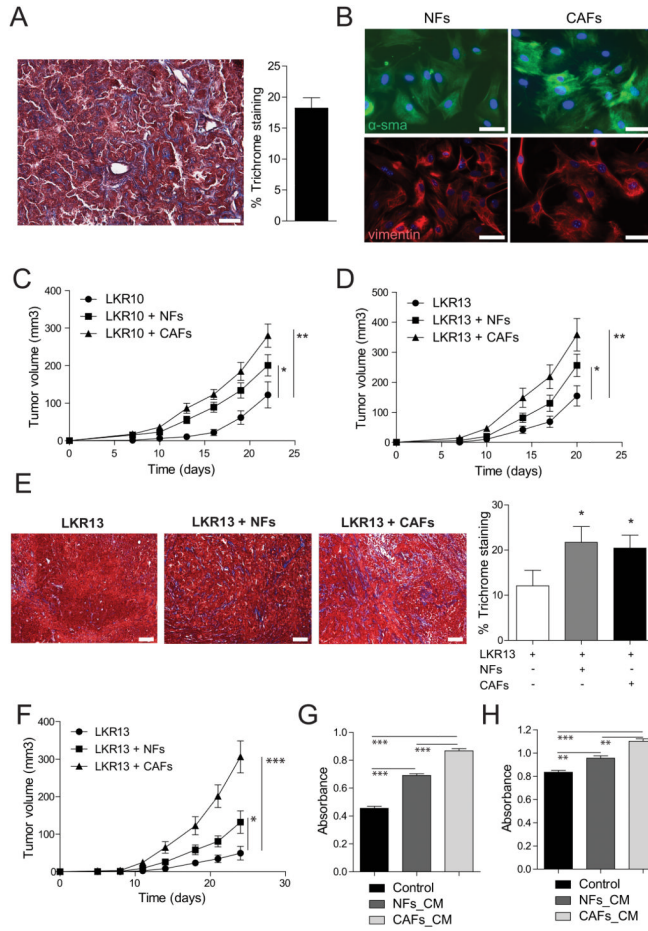 A
% Trichrome staining
25
20
15
10
5
0
B
NFs
CAFs
α-sma
vimentin
C
LKR10
LKR10 + NFs
LKR10 + CAFs
Tumor volume (mm3)
400
300
200
100
0
**
*
0 5 10 15 20 25
Time (days)
D
LKR13
LKR13 + NFs
LKR13 + CAFs
Tumor volume (mm3)
500
400
300
200
100
0
**
*
0 5 10 15 20 25
Time (days)
E
LKR13
LKR13 + NFs
LKR13 + CAFs
% Trichrome staining
30
20
10
0
* *
LKR13 + + +
NFs - + -
CAFs - - +
F
LKR13
LKR13 + NFs
LKR13 + CAFs
Tumor volume (mm3)
400
300
200
100
0
***
*
0 10 20 30
Time (days)
G
Absorbance
1.0
0.8
0.6
0.4
0.2
0.0
***
***
***
Control
NFs_CM
CAFs_CM
H
Absorbance
1.2
1.0
0.8
0.6
0.4
0.2
0.0
***
**
**
Control
NFs_CM
CAFs_CM